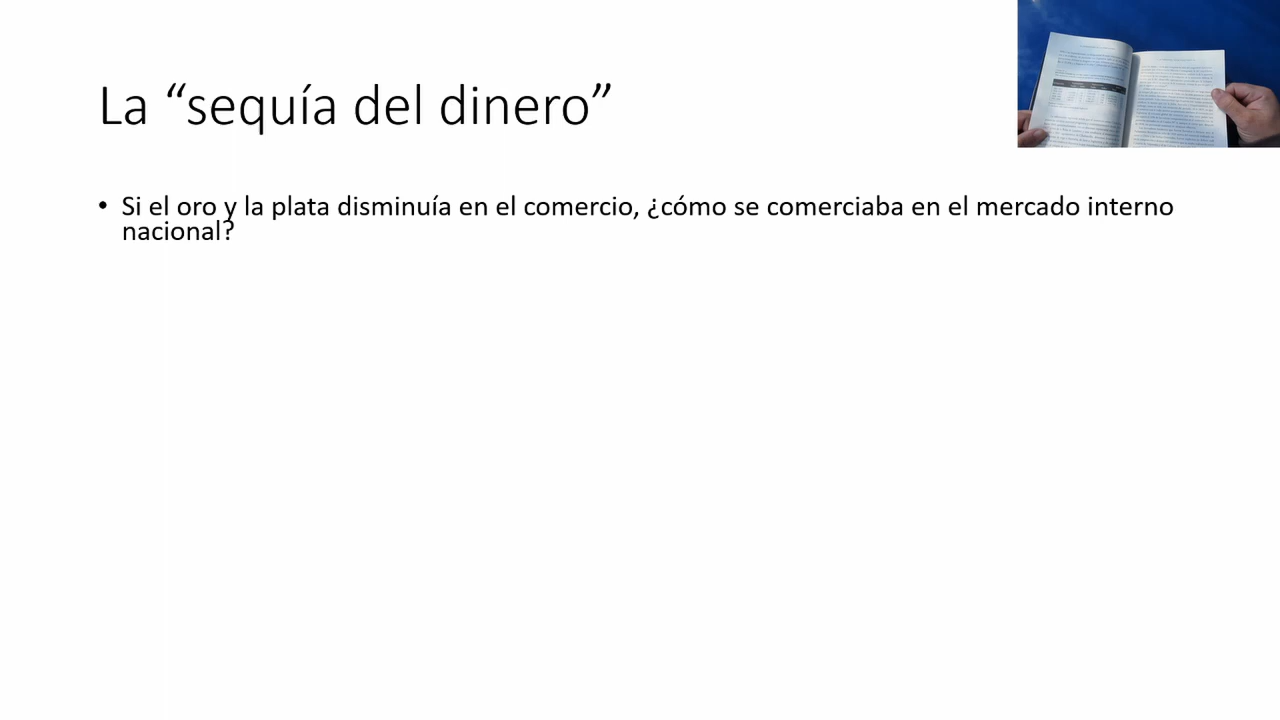 La “sequía del dinero”
• Si el oro y la plata disminuía en el comercio, ¿cómo se comerciaba en el mercado interno
nacional?